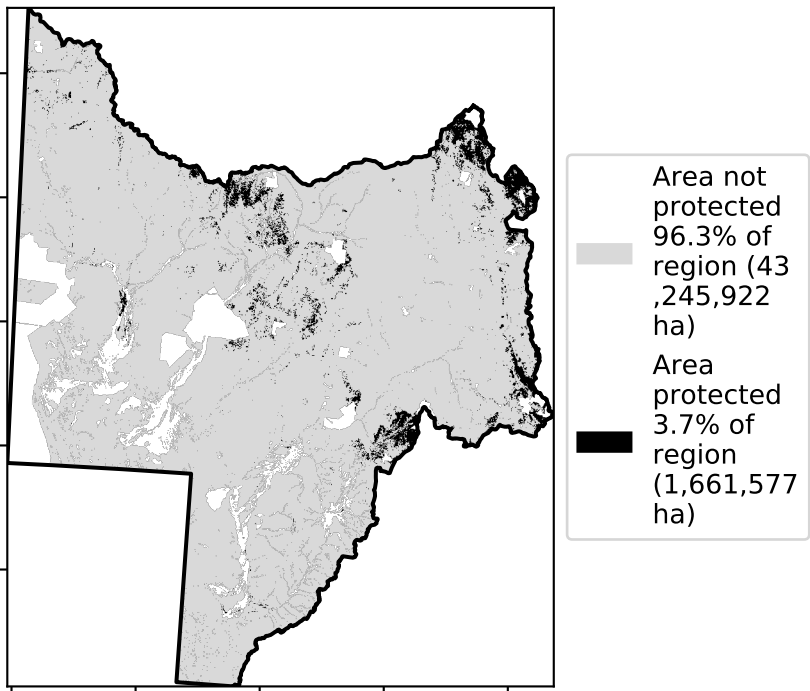 Area not
protected
96.3% of
region (43
,245,922
ha)
Area
protected
3.7% of
region
(1,661,577
ha)